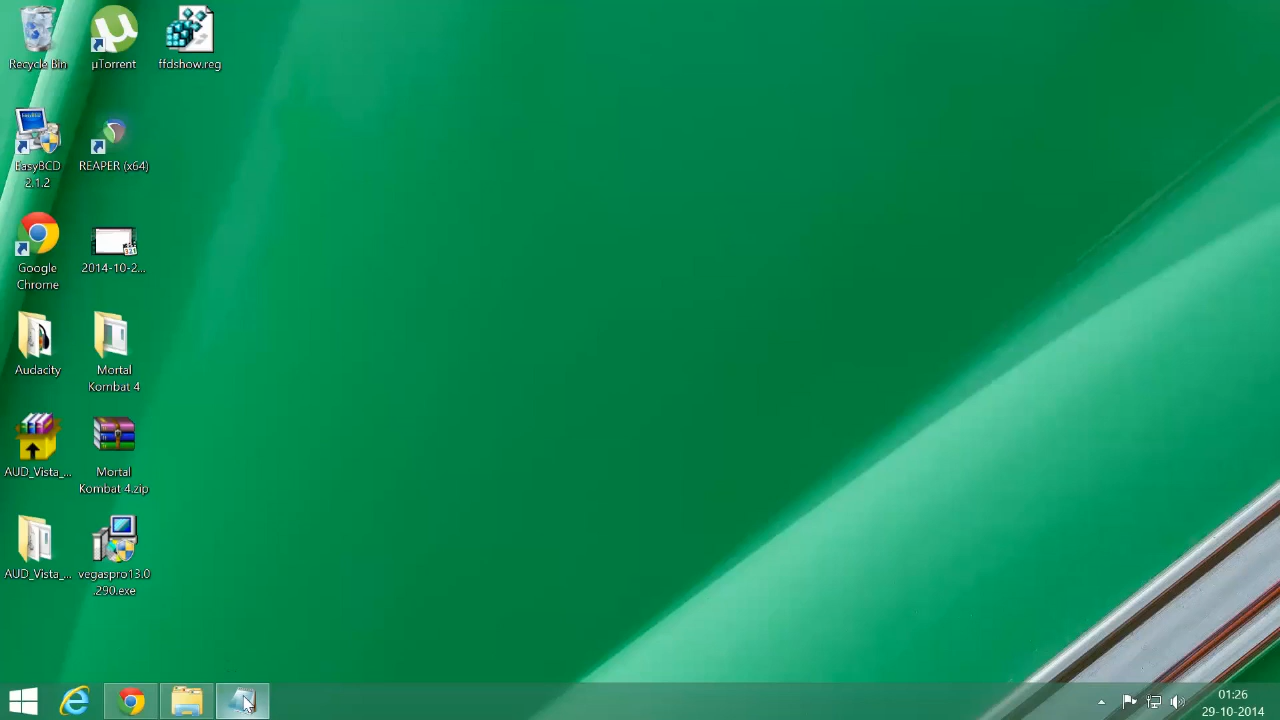 Recycle Bin
µTorrent
ffdshow.reg
EasyBCD
2.1.2
REAPER (x64)
Google
Chrome
2014-10-2...
Audacity
Mortal
Kombat 4
AUD_Vista_...
Mortal
Kombat 4.zip
AUD_Vista_...
vegaspro13.0
.290.exe
01:26
29-10-2014